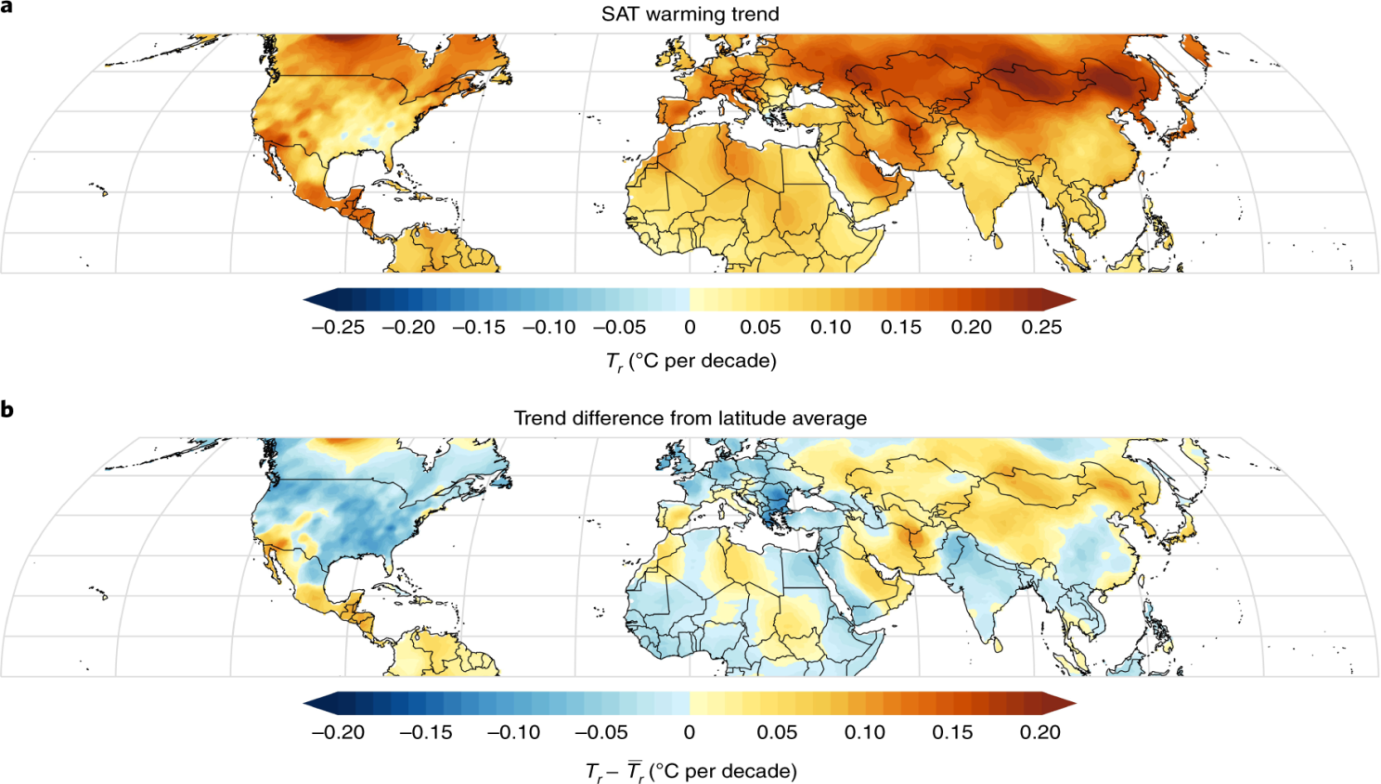 a
SAT warming trend
−0.25 −0.20 −0.15 −0.10 −0.05 0 0.05 0.10 0.15 0.20 0.25
Tr (°C per decade)
b
Trend difference from latitude average
−0.20 −0.15 −0.10 −0.05 0 0.05 0.10 0.15 0.20
Tr – T̅r (°C per decade)